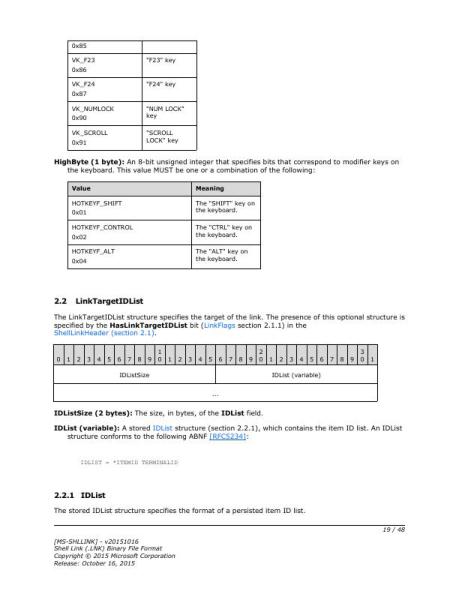 0x85
VK_F23 "F23" key
0x86
VK_F24 "F24" key
0x87
VK_NUMLOCK "NUM LOCK"
0x90 key
VK_SCROLL "SCROLL
0x91 LOCK" key
HighByte (1 byte): An 8-bit unsigned integer that specifies bits that correspond to modifier keys on
the keyboard. This value MUST be one or a combination of the following:
Value Meaning
HOTKEYF_SHIFT The "SHIFT" key on
0x01 the keyboard.
HOTKEYF_CONTROL The "CTRL" key on
0x02 the keyboard.
HOTKEYF_ALT The "ALT" key on
0x04 the keyboard.
2.2 LinkTargetIDList
The LinkTargetIDList structure specifies the target of the link. The presence of this optional structure is
specified by the HasLinkTargetIDList bit (LinkFlags section 2.1.1) in the
ShellLinkHeader (section 2.1).
1 2 3
0 1 2 3 4 5 6 7 8 9 0 1 2 3 4 5 6 7 8 9 0 1 2 3 4 5 6 7 8 9 0 1
IDListSize IDList (variable)
...
IDListSize (2 bytes): The size, in bytes, of the IDList field.
IDList (variable): A stored IDList structure (section 2.2.1), which contains the item ID list. An IDList
structure conforms to the following ABNF [RFC5234]:
IDLIST = *ITEMID TERMINALID
2.2.1 IDList
The stored IDList structure specifies the format of a persisted item ID list.
19 / 48
[MS-SHLLINK] - v20151016
Shell Link (.LNK) Binary File Format
Copyright © 2015 Microsoft Corporation
Release: October 16, 2015